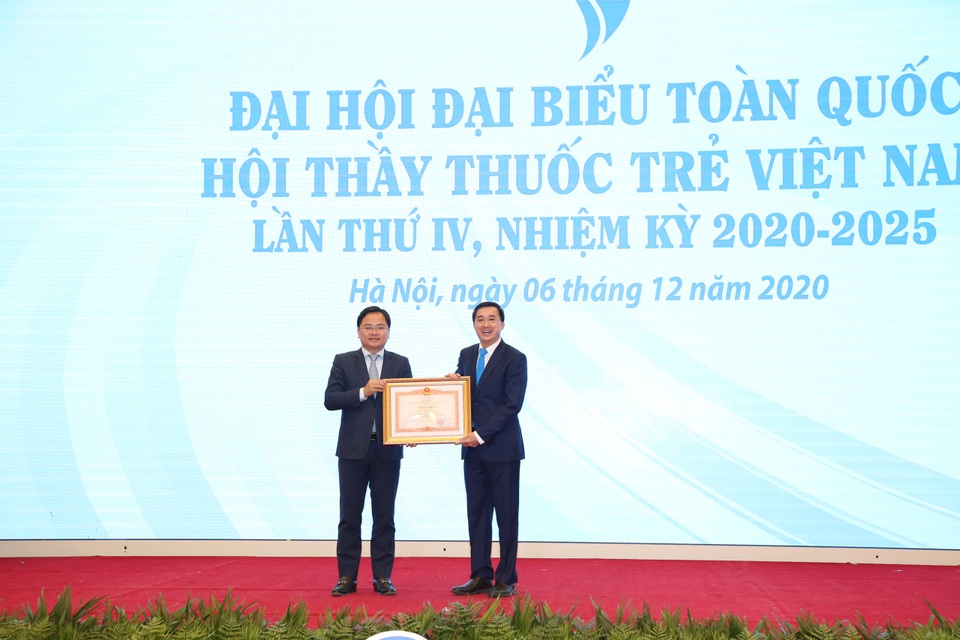 ĐẠI HỘI ĐẠI BIỂU TOÀN QUỐC
HỘI THẦY THUỐC TRẺ VIỆT NAM
LẦN THỨ IV, NHIỆM KỲ 2020-2025
Hà Nội, ngày 06 tháng 12 năm 2020